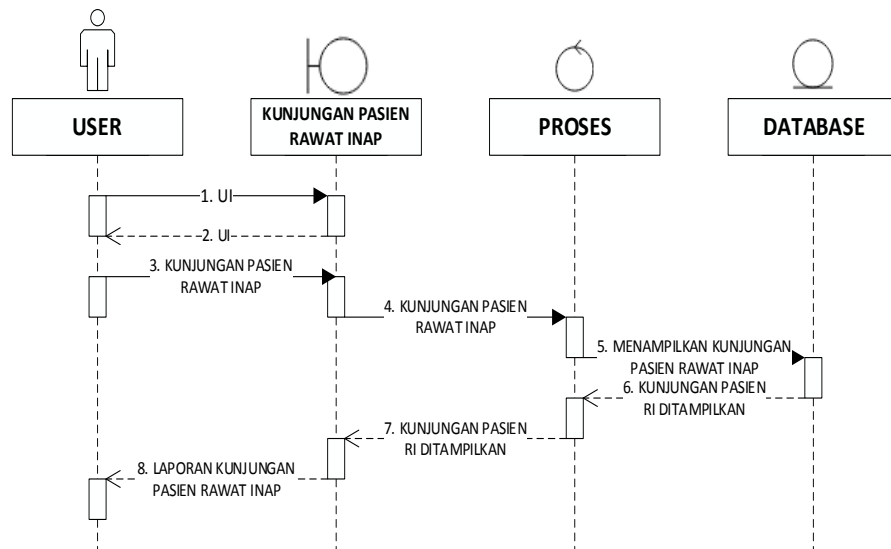 USER
KUNJUNGAN PASIEN
RAWAT INAP
PROSES
DATABASE
1. UI
2. UI
3. KUNJUNGAN PASIEN
RAWAT INAP
4. KUNJUNGAN PASIEN
RAWAT INAP
5. MENAMPILKAN KUNJUNGAN
PASIEN RAWAT INAP
6. KUNJUNGAN PASIEN
RI DITAMPILKAN
7. KUNJUNGAN PASIEN
RI DITAMPILKAN
8. LAPORAN KUNJUNGAN
PASIEN RAWAT INAP